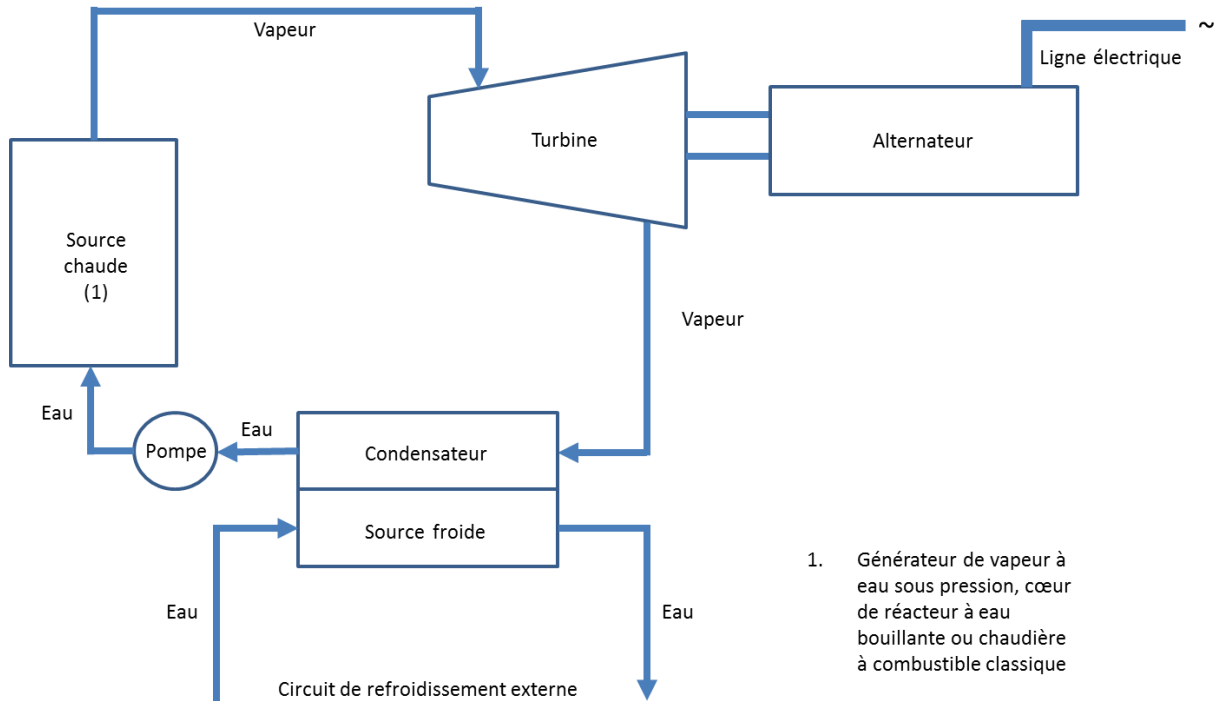 Vapeur
~
Ligne électrique
Turbine
Alternateur
Source
chaude
(1)
Vapeur
Eau
Eau
Pompe
Condensateur
Source froide
Eau
Eau
1. Générateur de vapeur à
eau sous pression, cœur
de réacteur à eau
bouillante ou chaudière
à combustible classique
Circuit de refroidissement externe